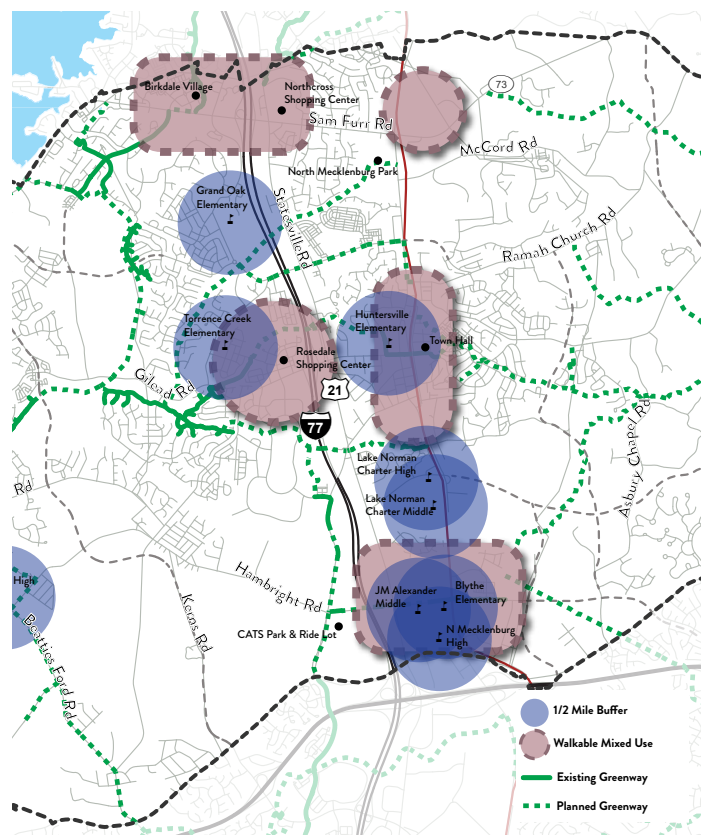 Birkdale Village
Northcross
Shopping Center
73
Sam Furr Rd
McCord Rd
North Mecklenburg Park
Grand Oak
Elementary
Statesville Rd
Ramah Church Rd
Torrence Creek
Elementary
Huntersville
Elementary
Town Hall
Rosedale
Shopping Center
Gilead Rd
21
77
Asbury Chapel Rd
Lake Norman
Charter High
Rd
Lake Norman
Charter Middle
High
Hambright Rd
JM Alexander
Middle
Blythe
Elementary
Kerns Rd
Beatties Ford Rd
CATS Park & Ride Lot
N Mecklenburg
High
1/2 Mile Buffer
Walkable Mixed Use
Existing Greenway
Planned Greenway